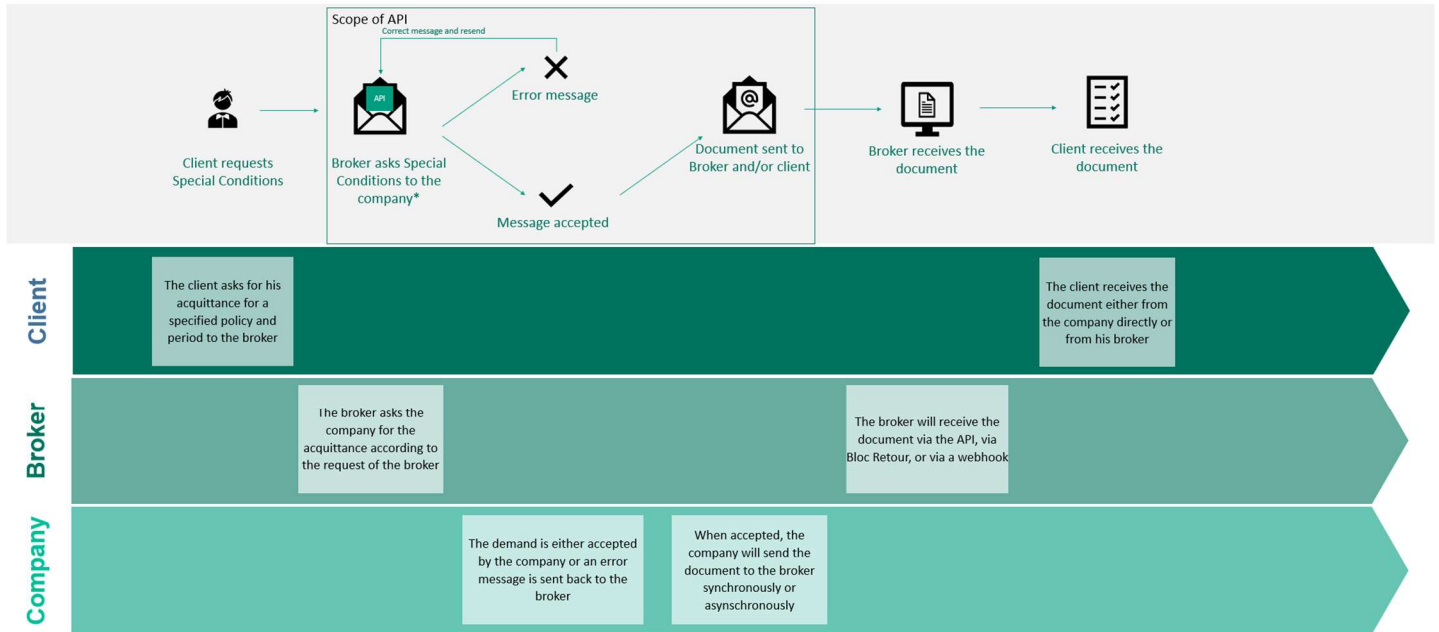 Scope of API
Correct message and resend
API
Error message
@
Client requests
Special Conditions
Broker asks Special
Conditions to the
company*
Message accepted
Document sent to
Broker and/or client
Broker receives the
document
Client receives the
document
Client
The client asks for his
acquittance for a
specified policy and
period to the broker
The client receives the
document either from
the company directly or
from his broker
Broker
The broker asks the
company for the
acquittance according to
the request of the broker
The broker will receive the
document via the API, via
Bloc Retour, or via a webhook
Company
The demand is either accepted
by the company or an error
message is sent back to the
broker
When accepted, the
company will send the
document to the broker
synchronously or
asynschronously